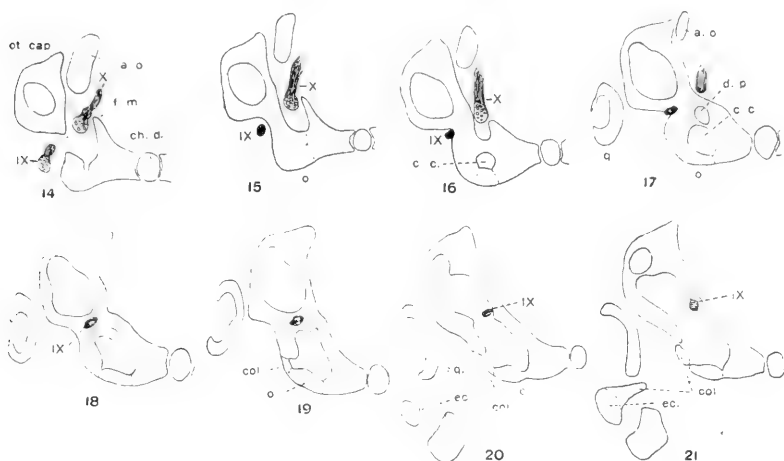 ot cap
a. o
X
f. m
ch. d.
IX
14
X
IX
o
15
X
IX
c c.
16
a. o
d. p
c c
q
o
17
IX
18
col
o
19
IX
q.
ec.
col
20
IX
col
ec.
21